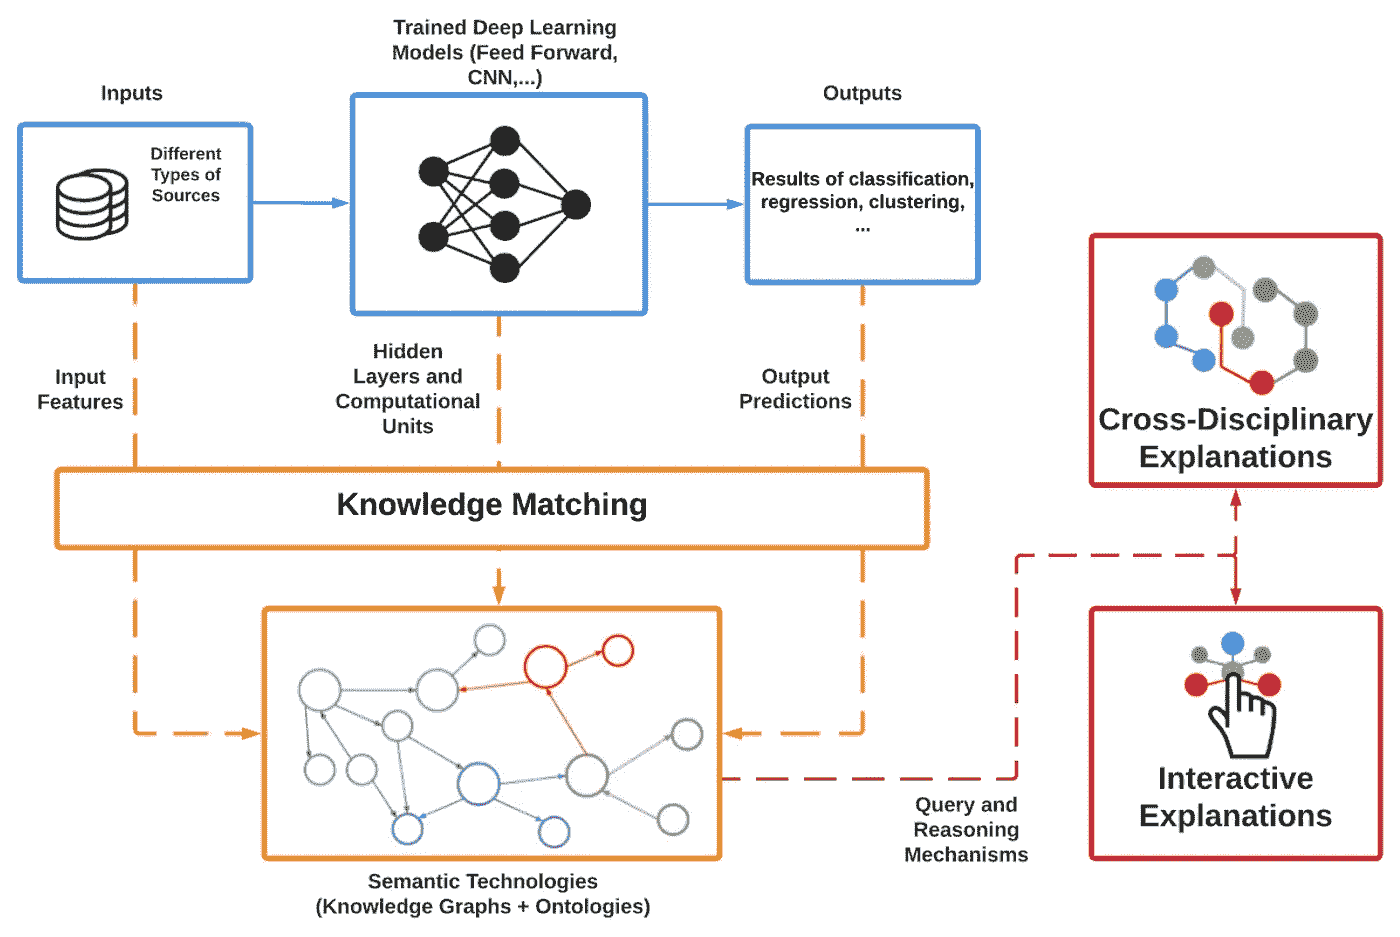 Trained Deep Learning
Models (Feed Forward,
CNN,...)
Inputs
Outputs
Different
Types of
Sources
Results of classification,
regression, clustering,
...
Hidden
Layers and
Computational
Units
Input
Features
Output
Predictions
Cross-Disciplinary
Explanations
Knowledge Matching
Interactive
Explanations
Query and
Reasoning
Mechanisms
Semantic Technologies
(Knowledge Graphs + Ontologies)